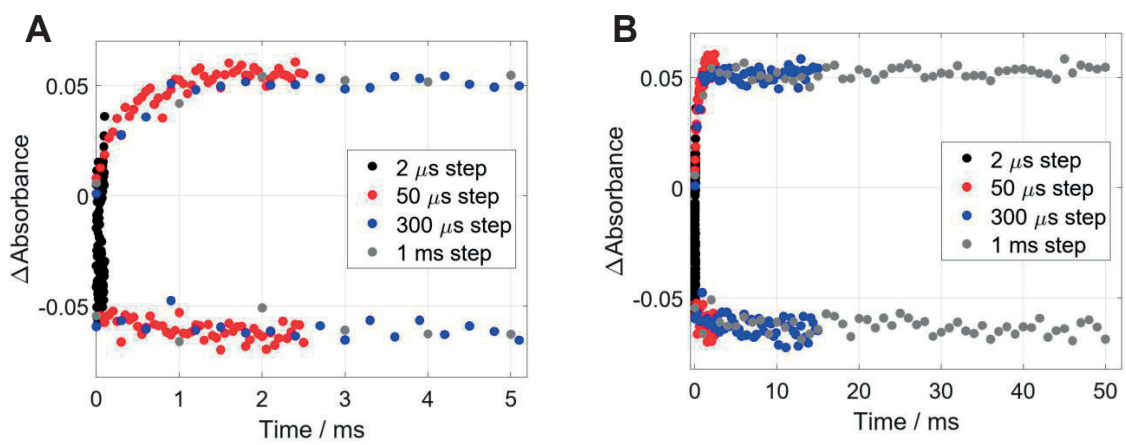 A
ΔAbsorbance
0.05
0
-0.05
2 μs step
50 μs step
300 μs step
1 ms step
0 1 2 3 4 5
Time / ms
B
ΔAbsorbance
0.05
0
-0.05
2 μs step
50 μs step
300 μs step
1 ms step
0 10 20 30 40 50
Time / ms